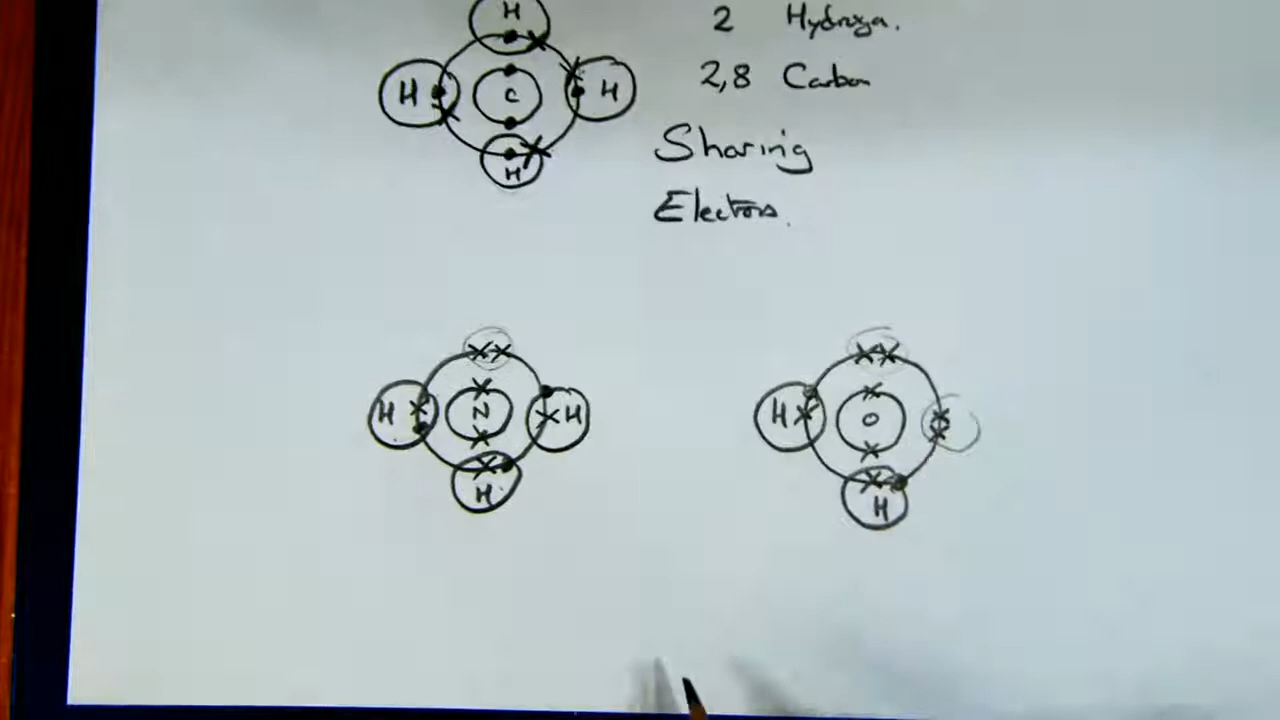 H
2 Hydrogen.
H C H
2,8 Carbon
H
Sharing
Electrons.
H N H
H O
H
H